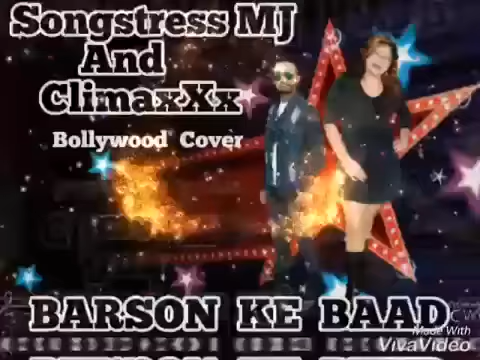 Songstress MJ
And
ClimaxXx
Bollywood Cover
BARSON KE BAAD
Made With
VivaVideo